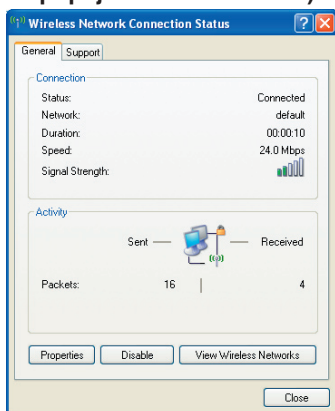 Wireless Network Connection Status
General Support
Connection
Status: Connected
Network: default
Duration: 00:00:10
Speed: 24.0 Mbps
Signal Strength:
Activity
Sent — — Received
Packets: 16 | 4
Properties Disable View Wireless Networks
Close